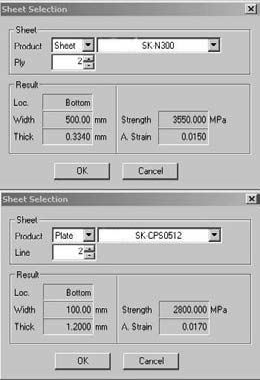 Sheet Selection
Sheet
Product Sheet SK-N300
Ply 2
Result
Loc. Bottom
Width 500.00 mm Strength 3550.000 MPa
Thick 0.3340 mm A. Strain 0.0150
OK Cancel
Sheet Selection
Sheet
Product Plate SK-CPS0512
Line 2
Result
Loc. Bottom
Width 100.00 mm Strength 2800.000 MPa
Thick 1.2000 mm A. Strain 0.0170
OK Cancel